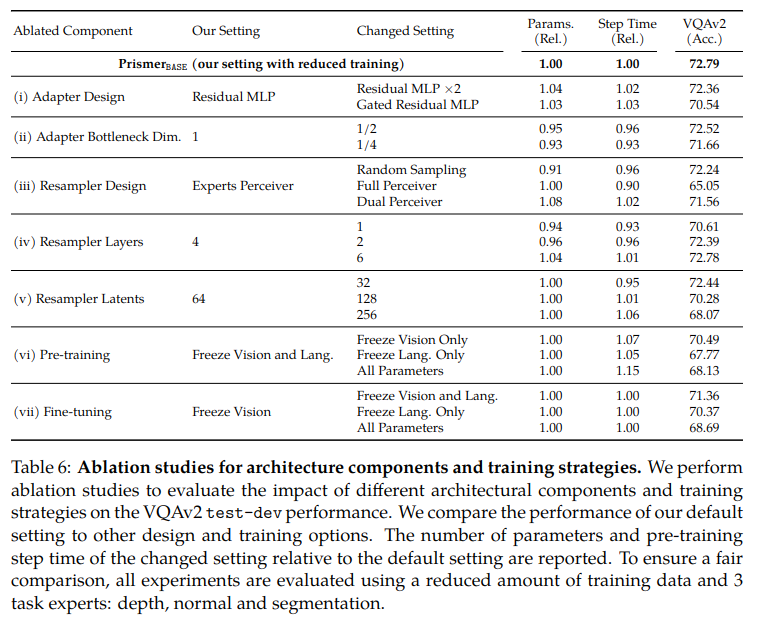 Ablated Component Our Setting Changed Setting Params. (Rel.) Step Time (Rel.) VQAv2 (Acc.)
PrismerBASE (our setting with reduced training) 1.00 1.00 72.79
(i) Adapter Design Residual MLP Residual MLP ×2 1.04 1.02 72.36
Gated Residual MLP 1.03 1.03 70.54
(ii) Adapter Bottleneck Dim. 1 1/2 0.95 0.96 72.52
1/4 0.93 0.93 71.66
(iii) Resampler Design Experts Perceiver Random Sampling 0.91 0.96 72.24
Full Perceiver 1.00 0.90 65.05
Dual Perceiver 1.08 1.02 71.56
(iv) Resampler Layers 4 1 0.94 0.93 70.61
2 0.96 0.96 72.39
6 1.04 1.01 72.78
(v) Resampler Latents 64 32 1.00 0.95 72.44
128 1.00 1.01 70.28
256 1.00 1.06 68.07
(vi) Pre-training Freeze Vision and Lang. Freeze Vision Only 1.00 1.07 70.49
Freeze Lang. Only 1.00 1.05 67.77
All Parameters 1.00 1.15 68.13
(vii) Fine-tuning Freeze Vision Freeze Vision and Lang. 1.00 1.00 71.36
Freeze Lang. Only 1.00 1.00 70.37
All Parameters 1.00 1.00 68.69
Table 6: Ablation studies for architecture components and training strategies. We perform
ablation studies to evaluate the impact of different architectural components and training
strategies on the VQAv2 test-dev performance. We compare the performance of our default
setting to other design and training options. The number of parameters and pre-training
step time of the changed setting relative to the default setting are reported. To ensure a fair
comparison, all experiments are evaluated using a reduced amount of training data and 3
task experts: depth, normal and segmentation.